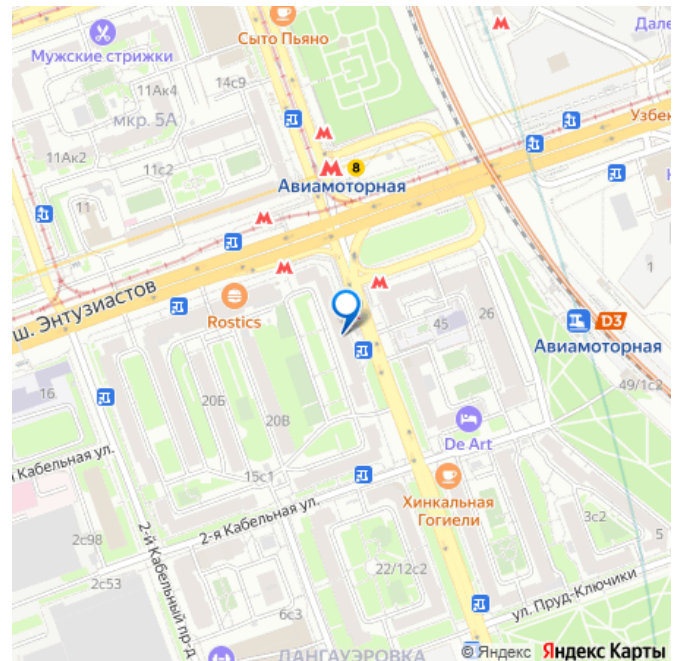 Сыто Пьяно
Дале
Мужские стрижки
14с9
11Ак4
мкр. 5А
Узбек
11Ак2
11с2
8
Авиамоторная
11
К
1
ш. Энтузиастов
Rostics
45
26
D3
Авиамоторная
49/1с2
16
20Б
20В
De Art
я Кабельная ул.
15с1
Хинкальная
Гогиели
2-я Кабельная ул.
3с2
5
2с98
2-й Кабельный пр-д
22/12с2
2с53
ул. Пруд-Ключики
6с3
ЛАНГАУЭРОВКА
© Яндекс Яндекс Карты